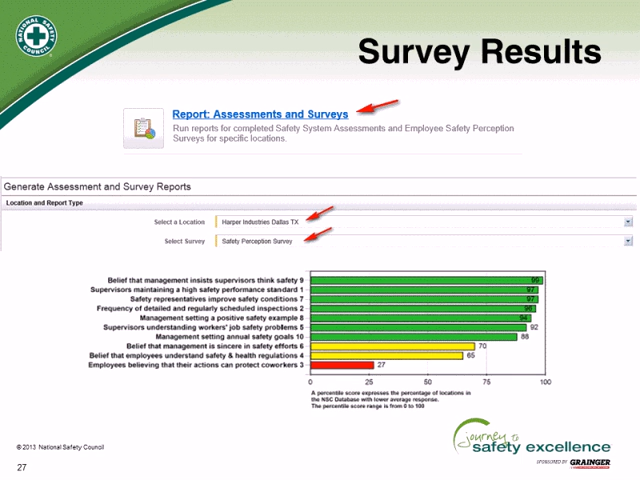 NATIONAL SAFETY COUNCIL
Survey Results
Report: Assessments and Surveys
Run reports for completed Safety System Assessments and Employee Safety Perception
Surveys for specific locations.
Generate Assessment and Survey Reports
Location and Report Type
Select a Location Harper Industries Dallas TX
Select Survey Safety Perception Survey
Belief that management insists supervisors think safety 9 99
Supervisors maintaining a high safety performance standard 1 97
Safety representatives improve safety conditions 7 97
Frequency of detailed and regularly scheduled inspections 2 96
Management setting a positive safety example 8 94
Supervisors understanding workers' job safety problems 5 92
Management setting annual safety goals 10 88
Belief that management is sincere in safety efforts 6 70
Belief that employees understand safety & health regulations 4 65
Employees believing that their actions can protect coworkers 3 27
0 25 50 75 100
A percentile score expresses the percentage of locations in
the NSC Database with lower average response.
The percentile score range is from 0 to 100
journey to
safety excellence
SPONSORED BY GRAINGER
© 2013 National Safety Council
27